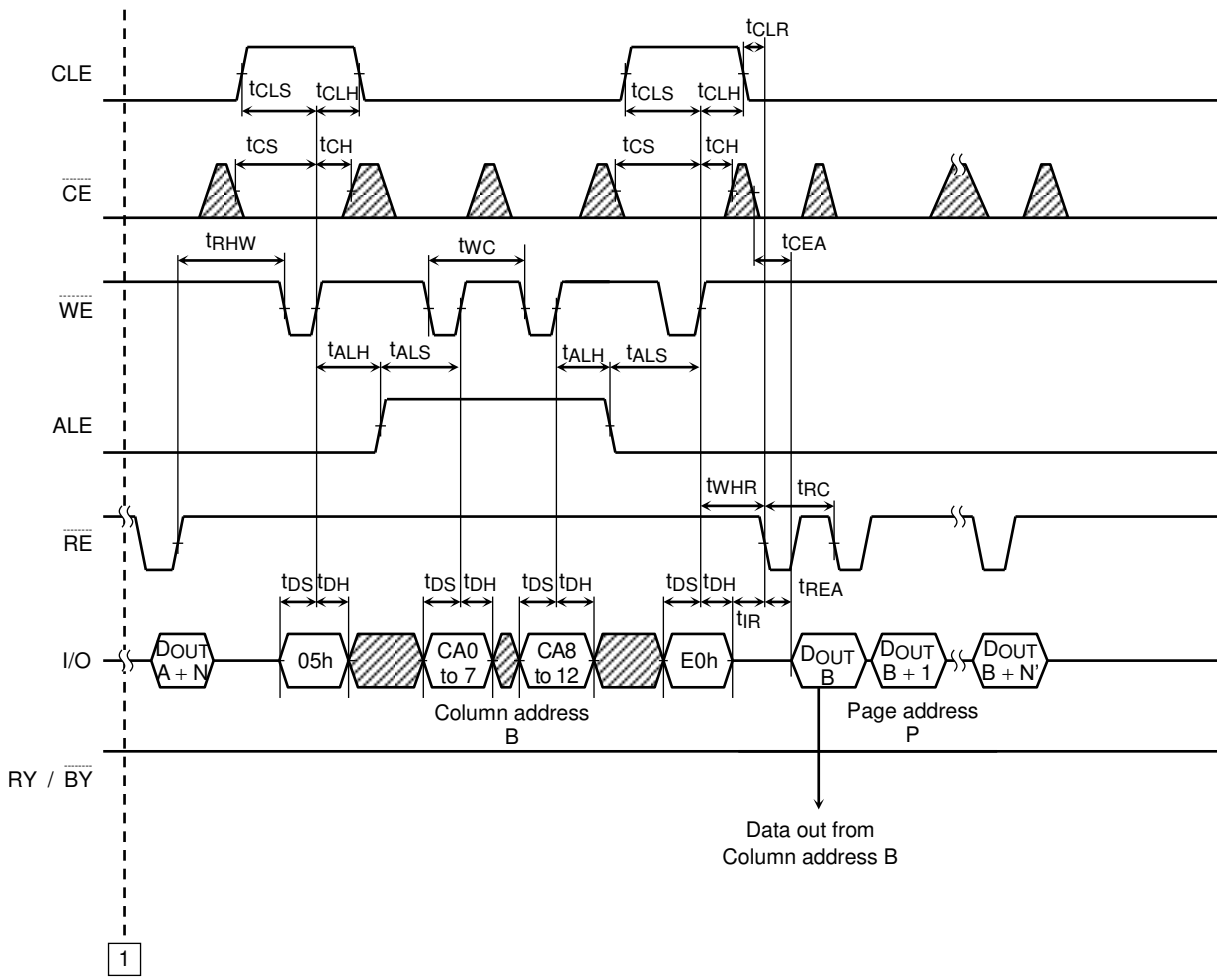 tCLR
CLE
tCLS
tCLH
tCLS
tCLH
tCS
tCH
tCS
tCH
CE
tRHW
tWC
tCEA
WE
tALH
tALS
tALH
tALS
ALE
tWHR
tRC
RE
tDS
tDH
tDS
tDH
tDS
tDH
tDS
tDH
tIR
tREA
I/O
DOUT
A + N
05h
CA0
to 7
CA8
to 12
E0h
DOUT
B
DOUT
B + 1
DOUT
B + N'
Column address
B
Page address
P
RY / BY
Data out from
Column address B
1